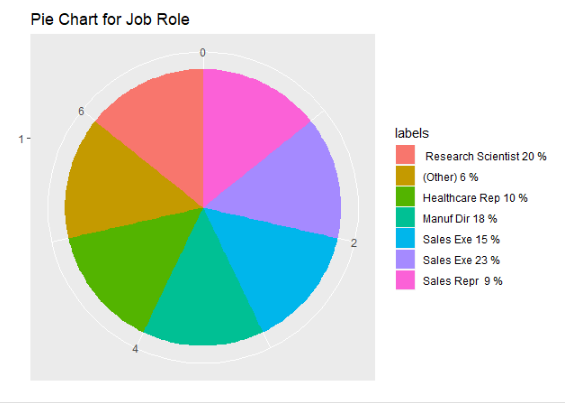 Pie Chart for Job Role
0
6
1
2
4
labels
Research Scientist 20 %
(Other) 6 %
Healthcare Rep 10 %
Manuf Dir 18 %
Sales Exe 15 %
Sales Exe 23 %
Sales Repr  9 %